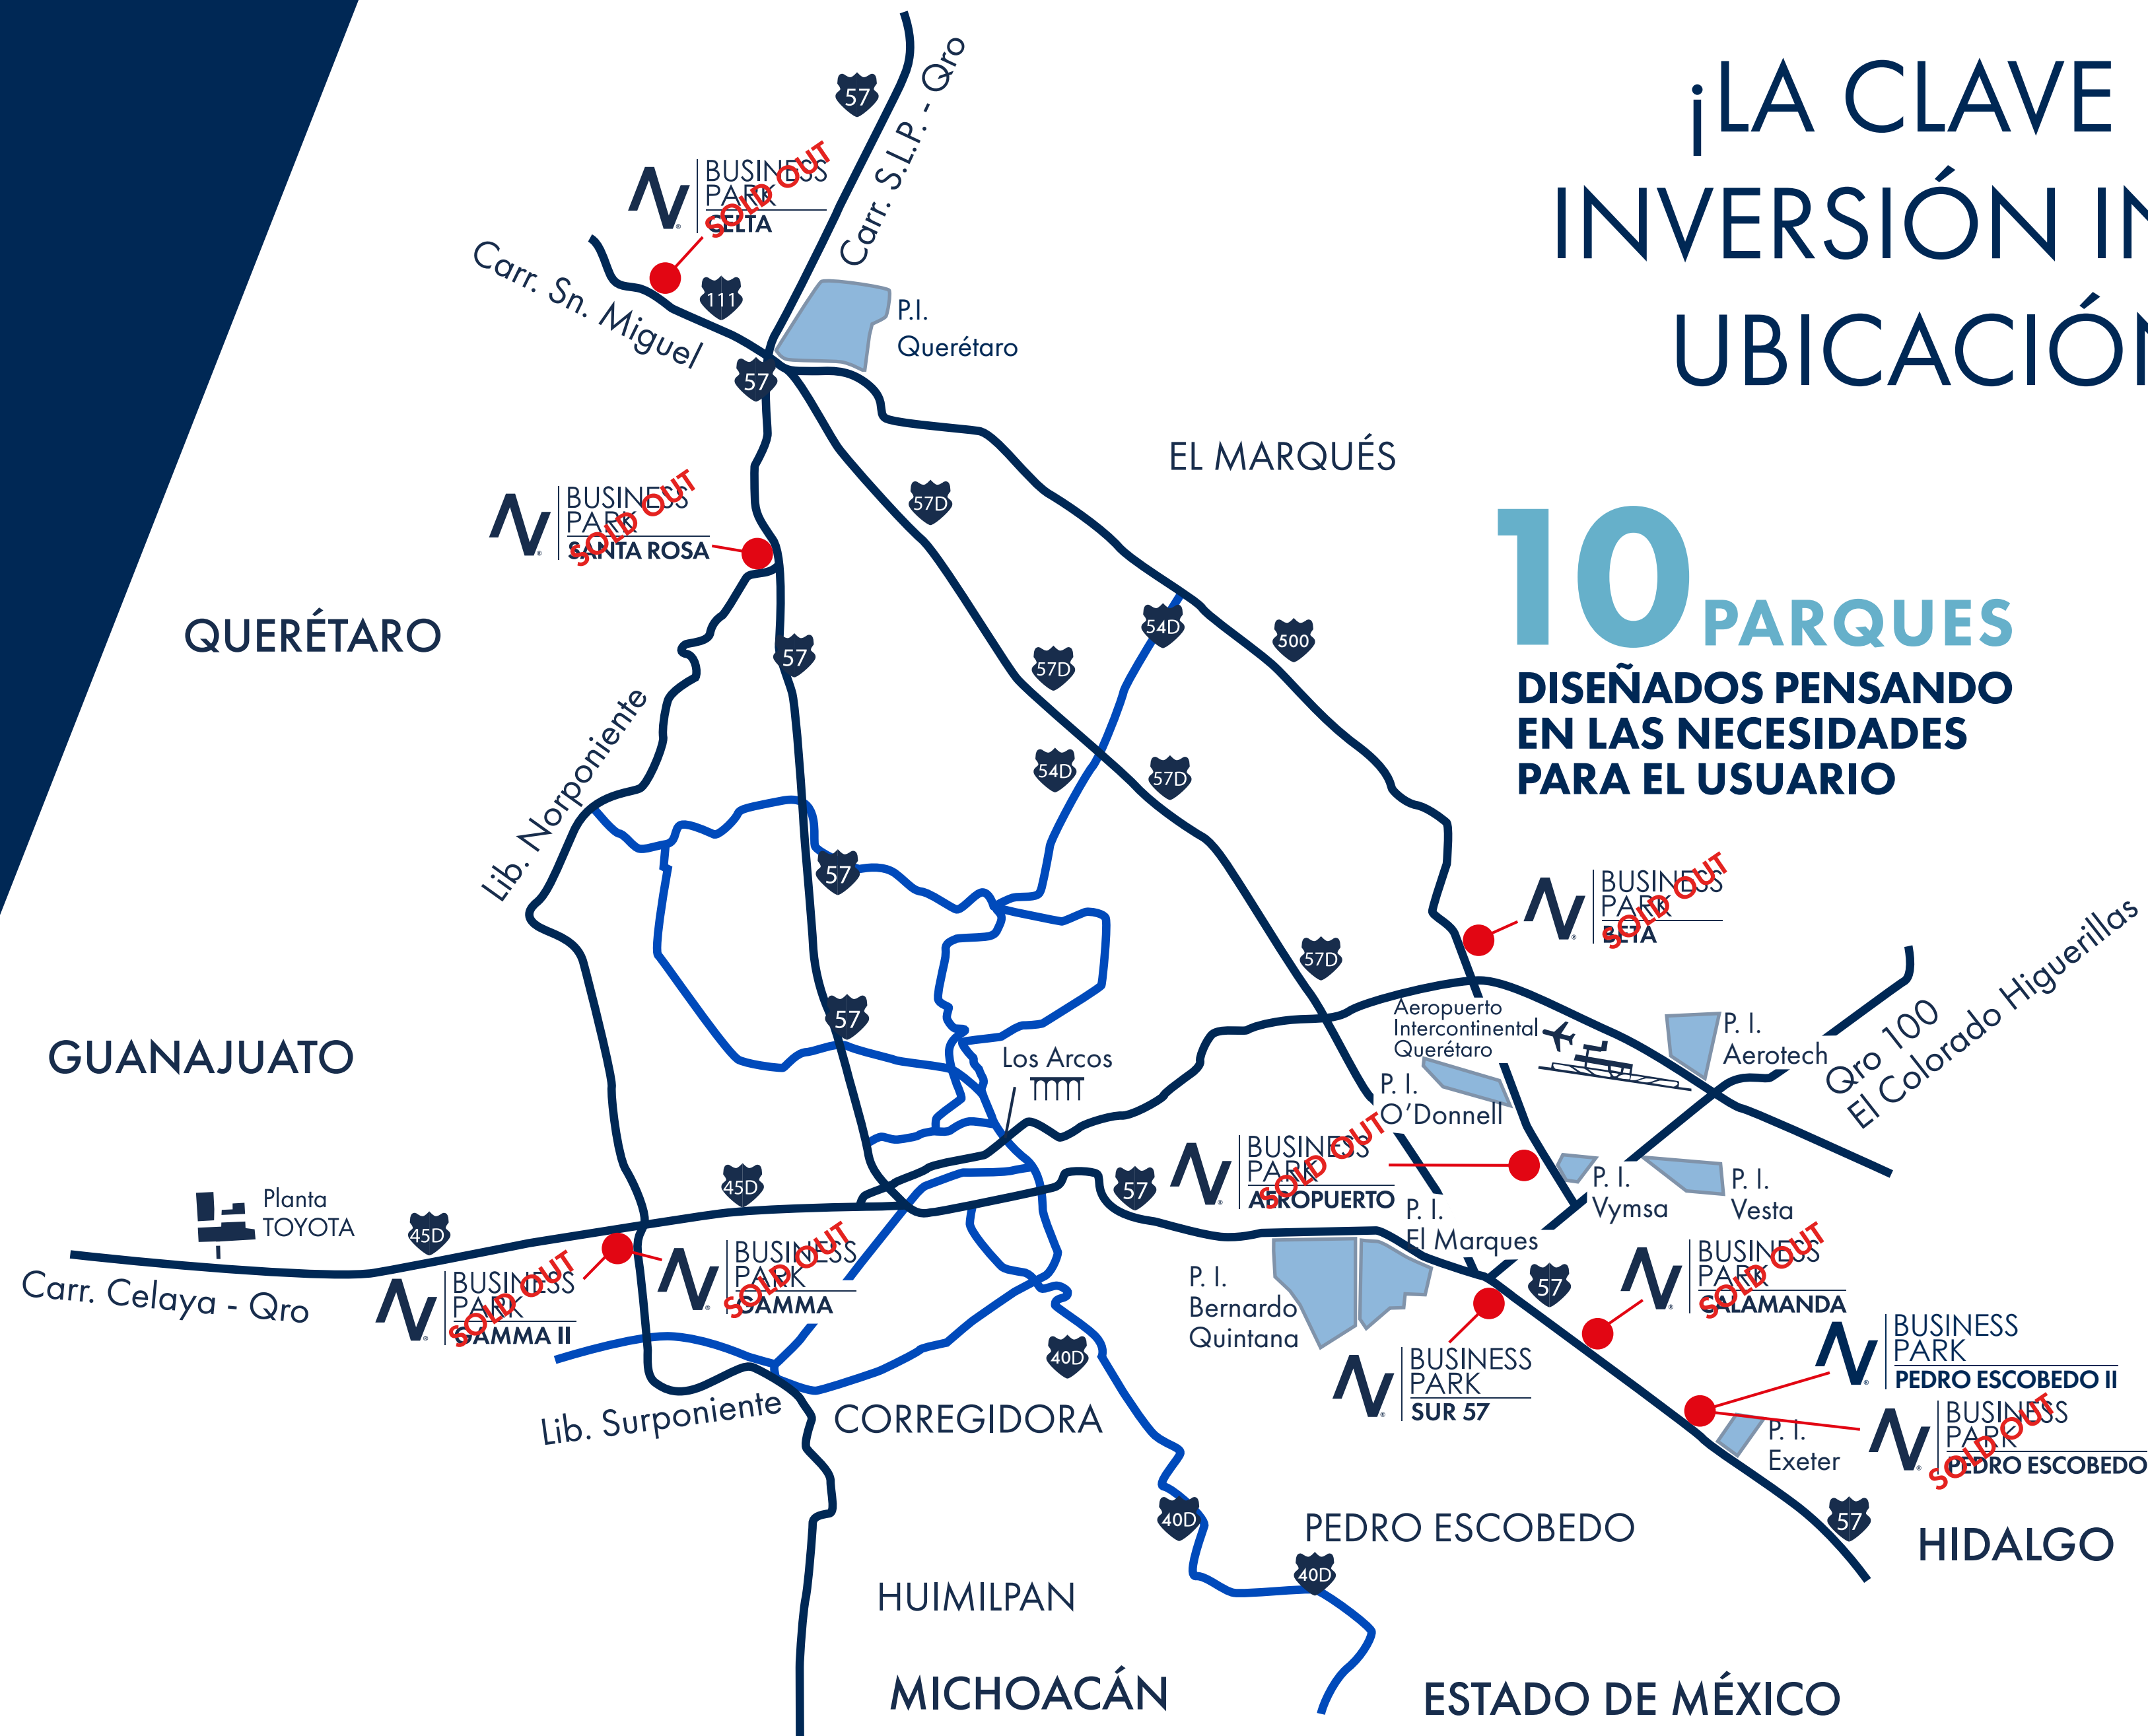 ¡LA CLAVE
INVERSIÓN IN
UBICACIÓN
57
Carr. S.L.P. - Qro
BUSINESS
PARK
CELTA
SOLD OUT
Carr. Sn. Miguel
111
P.I.
Querétaro
57
EL MARQUÉS
57D
BUSINESS
PARK
SANTA ROSA
SOLD OUT
10 PARQUES
DISEÑADOS PENSANDO
EN LAS NECESIDADES
PARA EL USUARIO
QUERÉTARO
57
54D
500
57D
54D
57D
Lib. Norponiente
57
BUSINESS
PARK
BETA
SOLD OUT
57D
57
Aeropuerto
Intercontinental
Querétaro
P. I.
Aerotech
Qro 100
El Colorado Higuerillas
GUANAJUATO
Los Arcos
P. I.
O'Donnell
BUSINESS
PARK
AEROPUERTO
SOLD OUT
P. I.
Vymsa
P. I.
Vesta
45D
57
Planta
TOYOTA
45D
P. I.
El Marques
Carr. Celaya - Qro
BUSINESS
PARK
GAMMA II
SOLD OUT
BUSINESS
PARK
GAMMA
SOLD OUT
P. I.
Bernardo
Quintana
57
BUSINESS
PARK
CALAMANDA
SOLD OUT
BUSINESS
PARK
PEDRO ESCOBEDO II
40D
BUSINESS
PARK
SUR 57
BUSINESS
PARK
PEDRO ESCOBEDO
SOLD OUT
P. I.
Exeter
Lib. Surponiente
CORREGIDORA
40D
PEDRO ESCOBEDO
57
HIDALGO
40D
HUIMILPAN
MICHOACÁN
ESTADO DE MÉXICO